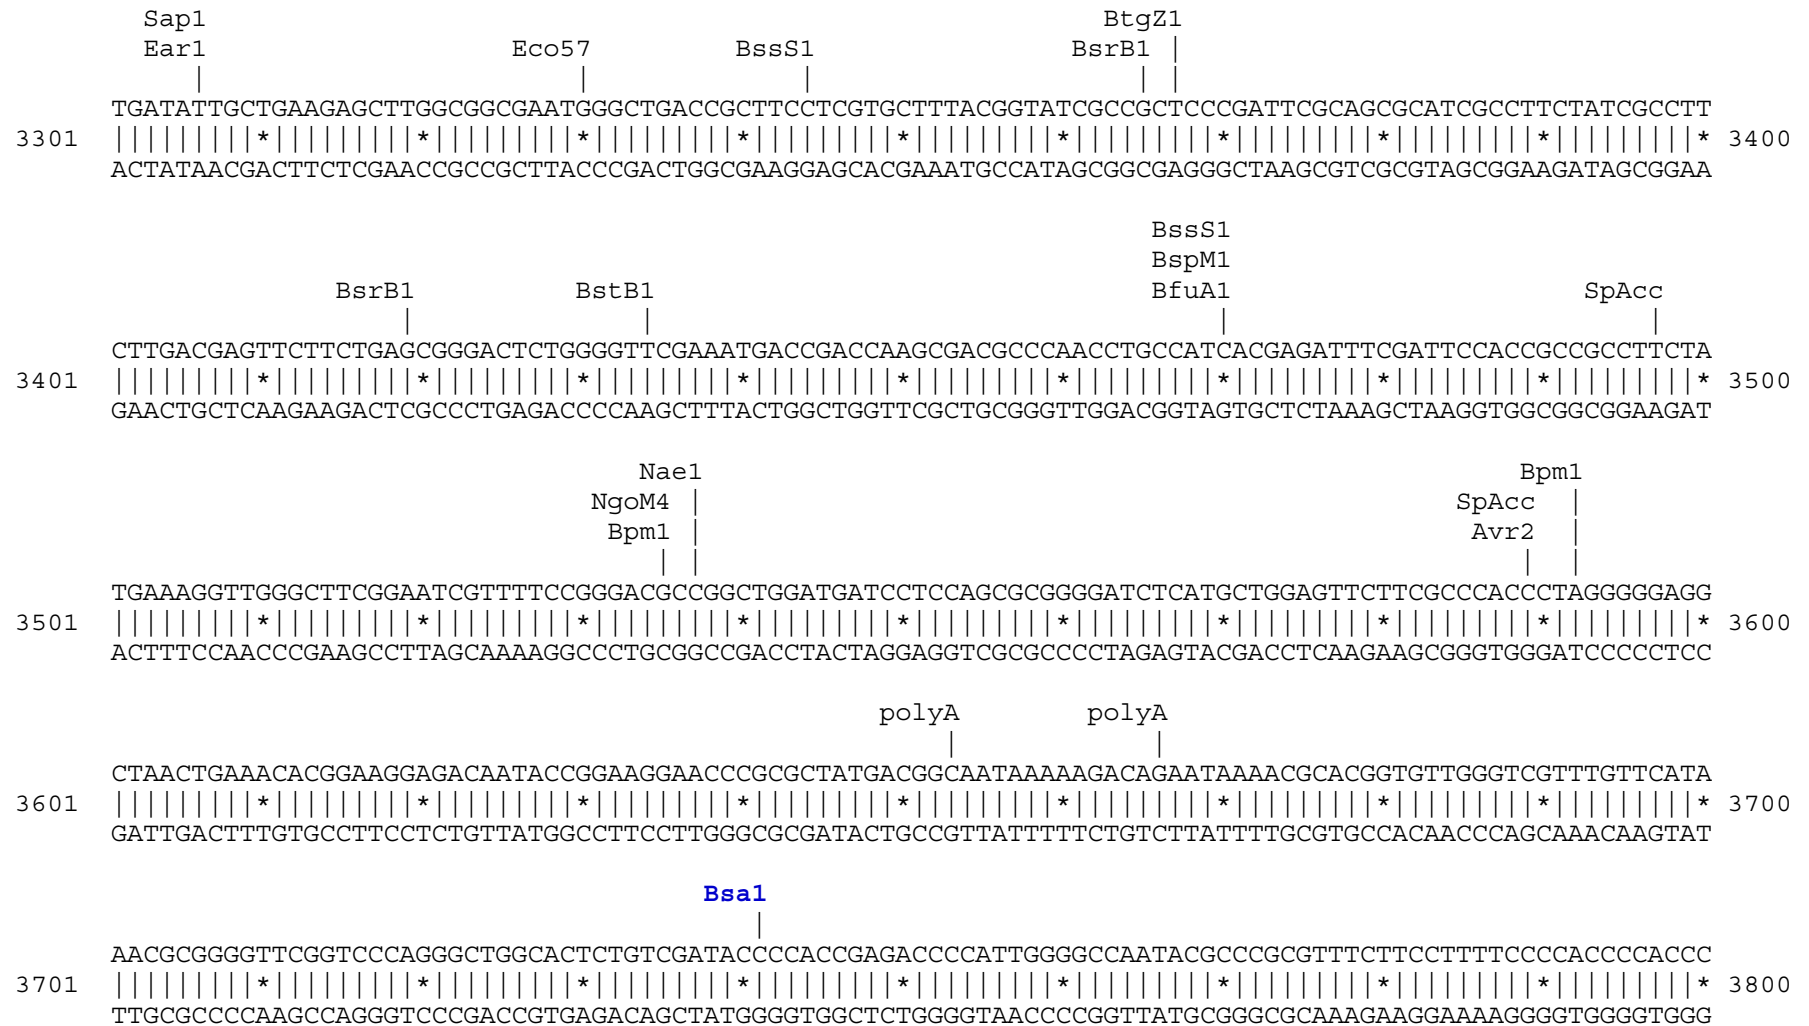 Sap1 BtgZ1
Ear1 Eco57 BssS1 BsrB1 |
| | | | |
TGATATTGCTGAAGAGCTTGGCGGCGAATGGGCTGACCGCTTCCTCGTGCTTTACGGTATCGCCGCTCCCGATTCGCAGCGCATCGCCTTCTATCGCCTT
3301 |||||||||*|||||||||*|||||||||*|||||||||*|||||||||*|||||||||*|||||||||*|||||||||*|||||||||*|||||||||* 3400
ACTATAACGACTTCTCGAACCGCCGCTTACCCGACTGGCGAAGGAGCACGAAATGCCATAGCGGCGAGGGCTAAGCGTCGCGTAGCGGAAGATAGCGGAA
BssS1
BspM1
BsrB1 BstB1 BfuA1 SpAcc
| | | |
CTTGACGAGTTCTTCTGAGCGGGACTCTGGGGTTCGAAATGACCGACCAAGCGACGCCCAACCTGCCATCACGAGATTTCGATTCCACCGCCGCCTTCTA
3401 |||||||||*|||||||||*|||||||||*|||||||||*|||||||||*|||||||||*|||||||||*|||||||||*|||||||||*|||||||||* 3500
GAACTGCTCAAGAAGACTCGCCCTGAGACCCCAAGCTTTACTGGCTGGTTCGCTGCGGGTTGGACGGTAGTGCTCTAAAGCTAAGGTGGCGGCGGAAGAT
Nae1 Bpm1
NgoM4 | SpAcc |
Bpm1 | Avr2 |
| | | |
TGAAAGGTTGGGCTTCGGAATCGTTTTCCGGGACGCCGGCTGGATGATCCTCCAGCGCGGGGATCTCATGCTGGAGTTCTTCGCCCACCCTAGGGGGAGG
3501 |||||||||*|||||||||*|||||||||*|||||||||*|||||||||*|||||||||*|||||||||*|||||||||*|||||||||*|||||||||* 3600
ACTTTCCAACCCGAAGCCTTAGCAAAAGGCCCTGCGGCCGACCTACTAGGAGGTCGCGCCCCTAGAGTACGACCTCAAGAAGCGGGTGGGATCCCCCTCC
polyA polyA
| |
CTAACTGAAACACGGAAGGAGACAATACCGGAAGGAACCCGCGCTATGACGGCAATAAAAAGACAGAATAAAACGCACGGTGTTGGGTCGTTTGTTCATA
3601 |||||||||*|||||||||*|||||||||*|||||||||*|||||||||*|||||||||*|||||||||*|||||||||*|||||||||*|||||||||* 3700
GATTGACTTTGTGCCTTCCTCTGTTATGGCCTTCCTTGGGCGCGATACTGCCGTTATTTTTCTGTCTTATTTTGCGTGCCACAACCCAGCAAACAAGTAT
Bsa1
|
AACGCGGGGTTCGGTCCCAGGGCTGGCACTCTGTCGATACCCCACCGAGACCCCATTGGGGCCAATACGCCCGCGTTTCTTCCTTTTCCCCACCCCACCC
3701 |||||||||*|||||||||*|||||||||*|||||||||*|||||||||*|||||||||*|||||||||*|||||||||*|||||||||*|||||||||* 3800
TTGCGCCCCAAGCCAGGGTCCCGACCGTGAGACAGCTATGGGGTGGCTCTGGGGTAACCCCGGTTATGCGGGCGCAAAGAAGGAAAAGGGGTGGGGTGGG